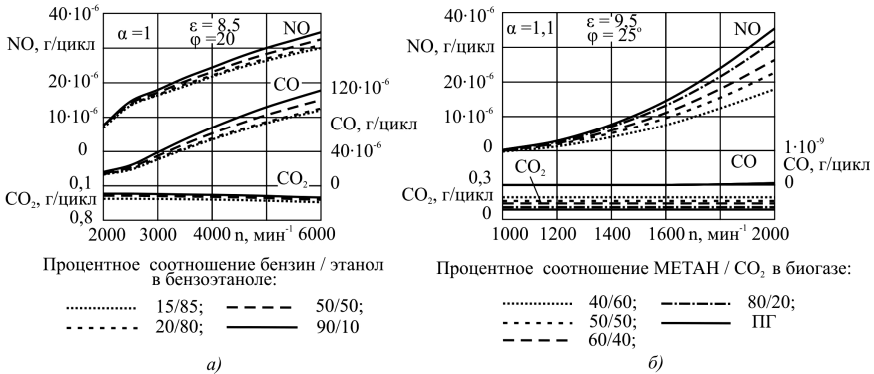 40·10⁻⁶
NO, г/цикл
20·10⁻⁶
10·10⁻⁶
0
0,1
CO₂, г/цикл
0,8
α =1
ε = 8,5
φ =20
NO
CO
CO₂
120·10⁻⁶
CO, г/цикл
40·10⁻⁶
0
2000 3000 4000 n, мин⁻¹ 6000
Процентное соотношение бензин / этанол
в бензоэтаноле:
15/85; 50/50;
20/80; 90/10
а)
40·10⁻⁶
NO, г/цикл
20·10⁻⁶
10·10⁻⁶
0
0,3
CO₂, г/цикл
0
α =1,1
ε = 9,5
φ = 25°
NO
CO₂
CO
1·10⁻⁹
CO, г/цикл
0
1000 1200 1400 1600 n, мин⁻¹ 2000
Процентное соотношение МЕТАН / CO₂ в биогазе:
40/60; 80/20;
50/50; ПГ
60/40;
б)